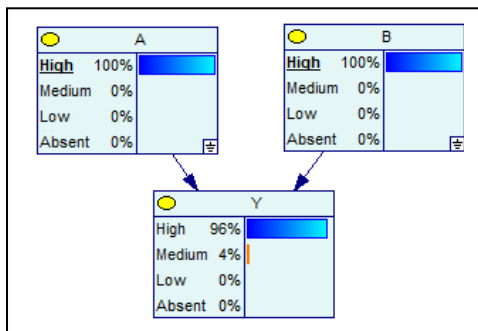 A
High 100%
Medium 0%
Low 0%
Absent 0%
B
High 100%
Medium 0%
Low 0%
Absent 0%
Y
High 96%
Medium 4%
Low 0%
Absent 0%